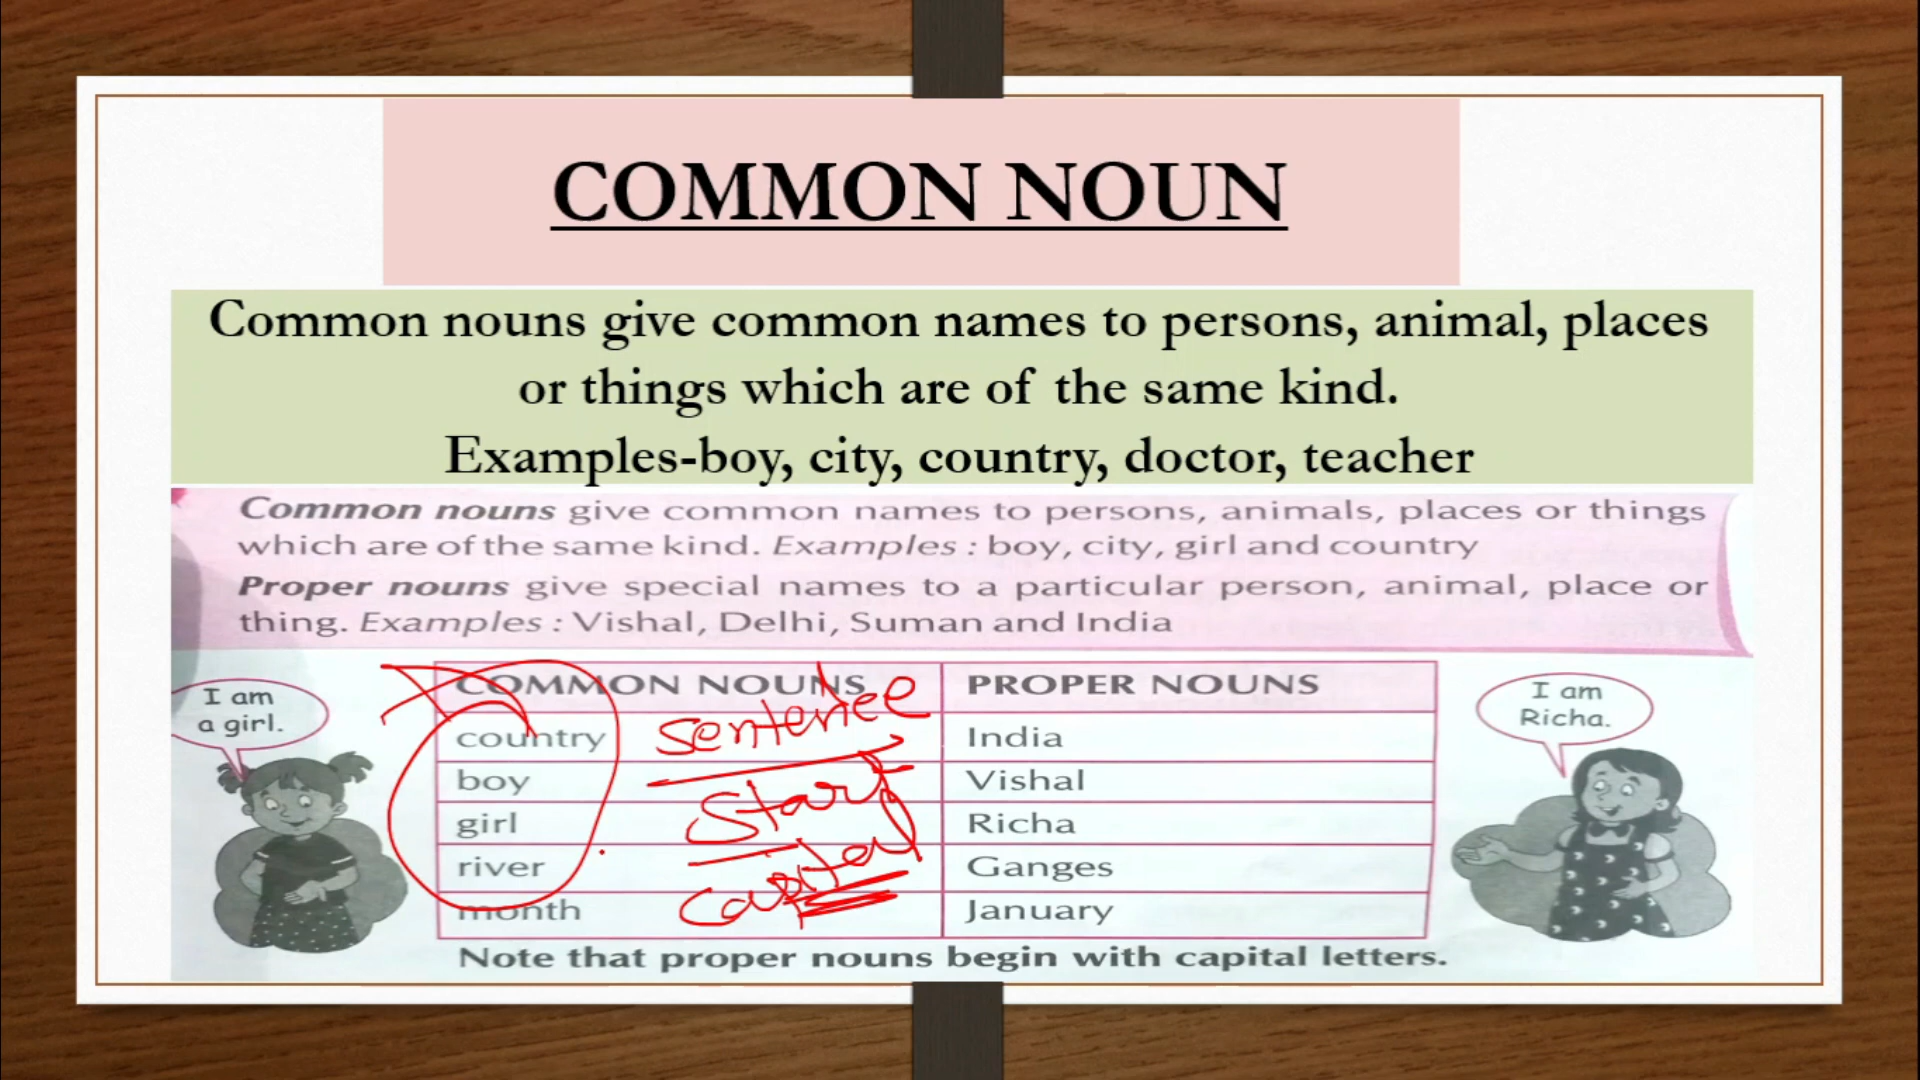 COMMON NOUN
Common nouns give common names to persons, animal, places
or things which are of the same kind.
Examples-boy, city, country, doctor, teacher
Common nouns give common names to persons, animals, places or things
which are of the same kind. Examples : boy, city, girl and country
Proper nouns give special names to a particular person, animal, place or
thing. Examples : Vishal, Delhi, Suman and India
I am
a girl.
COMMON NOUNS PROPER NOUNS
country India
boy Vishal
girl Richa
river Ganges
month January
sentence
Start
capital
I am
Richa.
Note that proper nouns begin with capital letters.